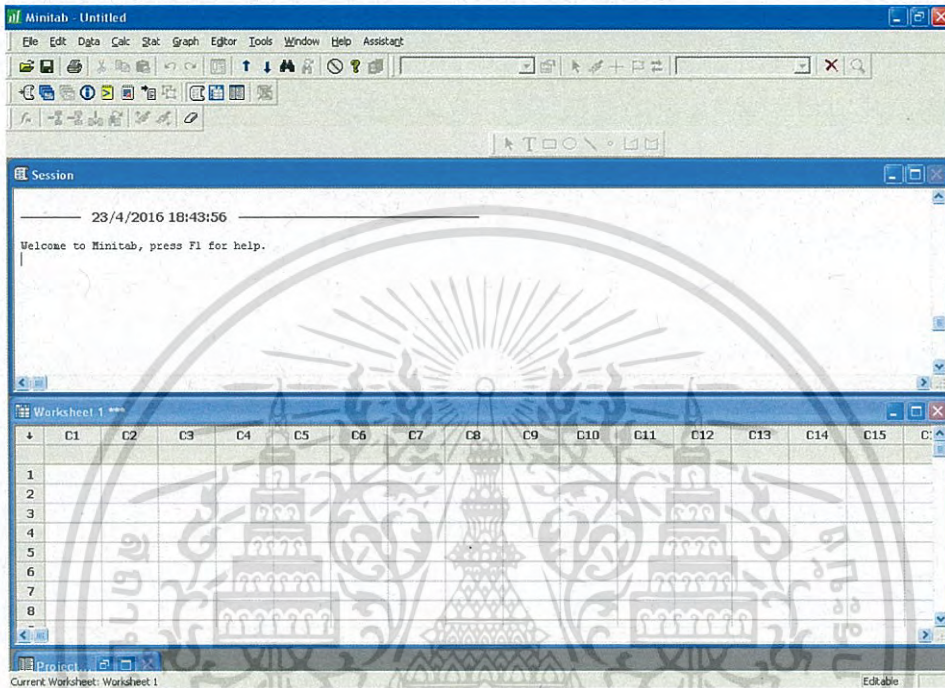 Minitab - Untitled
File Edit Data Calc Stat Graph Editor Tools Window Help Assistant
Session
23/4/2016 18:43:56
Welcome to Minitab, press F1 for help.
Worksheet 1 ***
C1 C2 C3 C4 C5 C6 C7 C8 C9 C10 C11 C12 C13 C14 C15
1
2
3
4
5
6
7
8
Project...
Current Worksheet: Worksheet 1 Editable